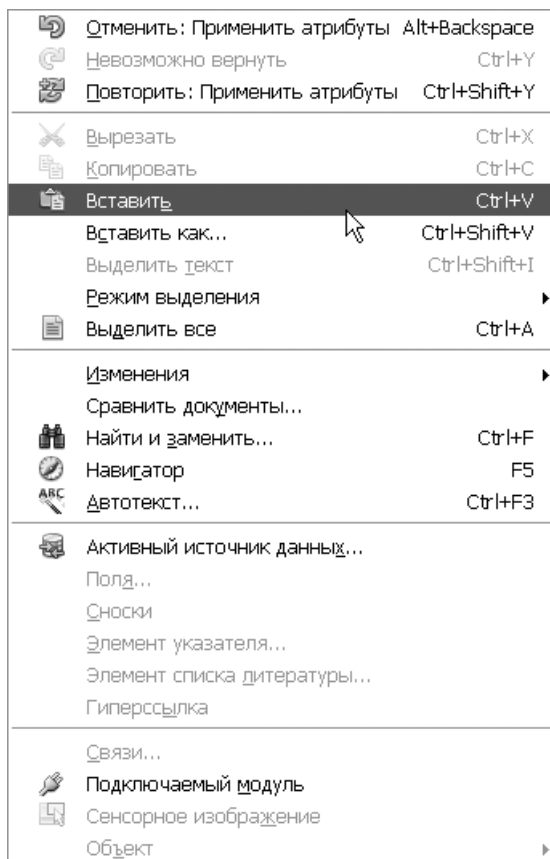 Отменить: Применить атрибуты Alt+Backspace
Невозможно вернуть Ctrl+Y
Повторить: Применить атрибуты Ctrl+Shift+Y
Вырезать Ctrl+X
Копировать Ctrl+C
Вставить Ctrl+V
Вставить как... Ctrl+Shift+V
Выделить текст Ctrl+Shift+I
Режим выделения
Выделить все Ctrl+A
Изменения
Сравнить документы...
Найти и заменить... Ctrl+F
Навигатор F5
ABC Автотекст... Ctrl+F3
Активный источник данных...
Поля...
Сноски
Элемент указателя...
Элемент списка литературы...
Гиперссылка
Связи...
Подключаемый модуль
Сенсорное изображение
Объект